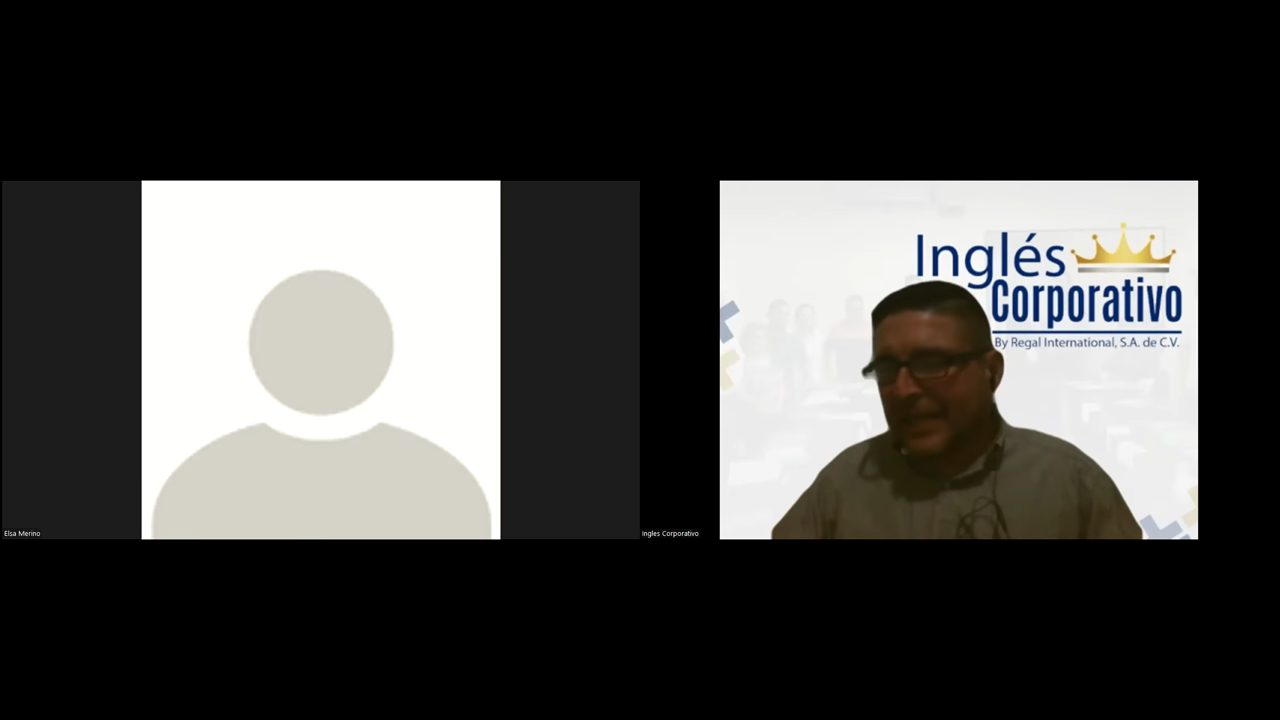 Inglés
Corporativo
By Regal International, S.A. de C.V.
Elsa Merino
Ingles Corporativo